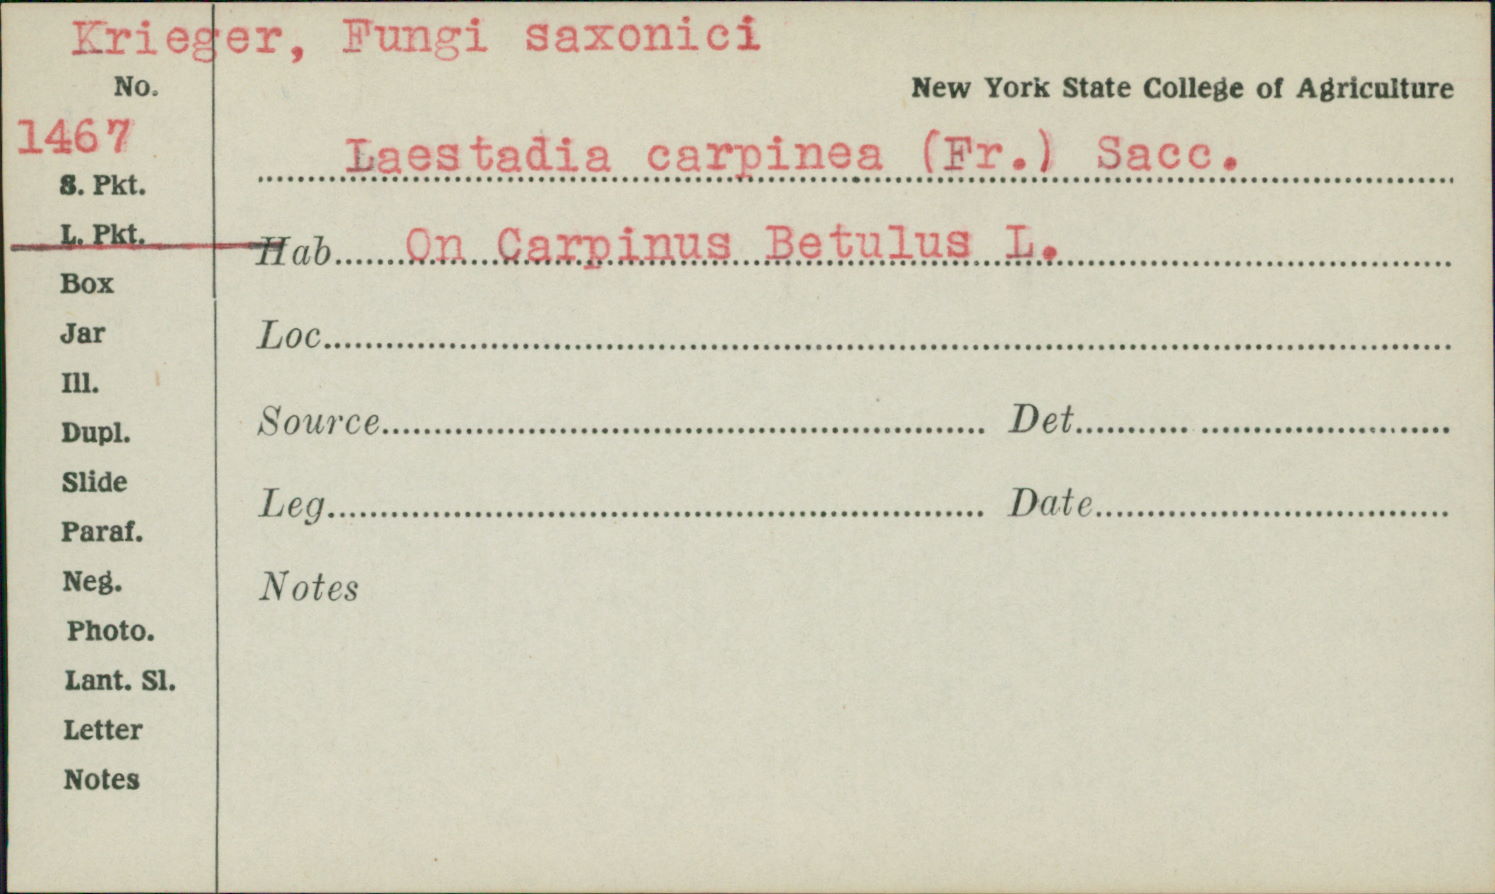 Krieger, Fungi saxonici
No.
New York State College of Agriculture
1467
Laestadia carpinea (Fr.) Sacc.
S. Pkt.
L. Pkt.
Hab. On Carpinus Betulus L.
Box
Jar
Loc.
Ill.
Dupl.
Source Det.
Slide
Leg. Date
Paraf.
Neg.
Notes
Photo.
Lant. Sl.
Letter
Notes